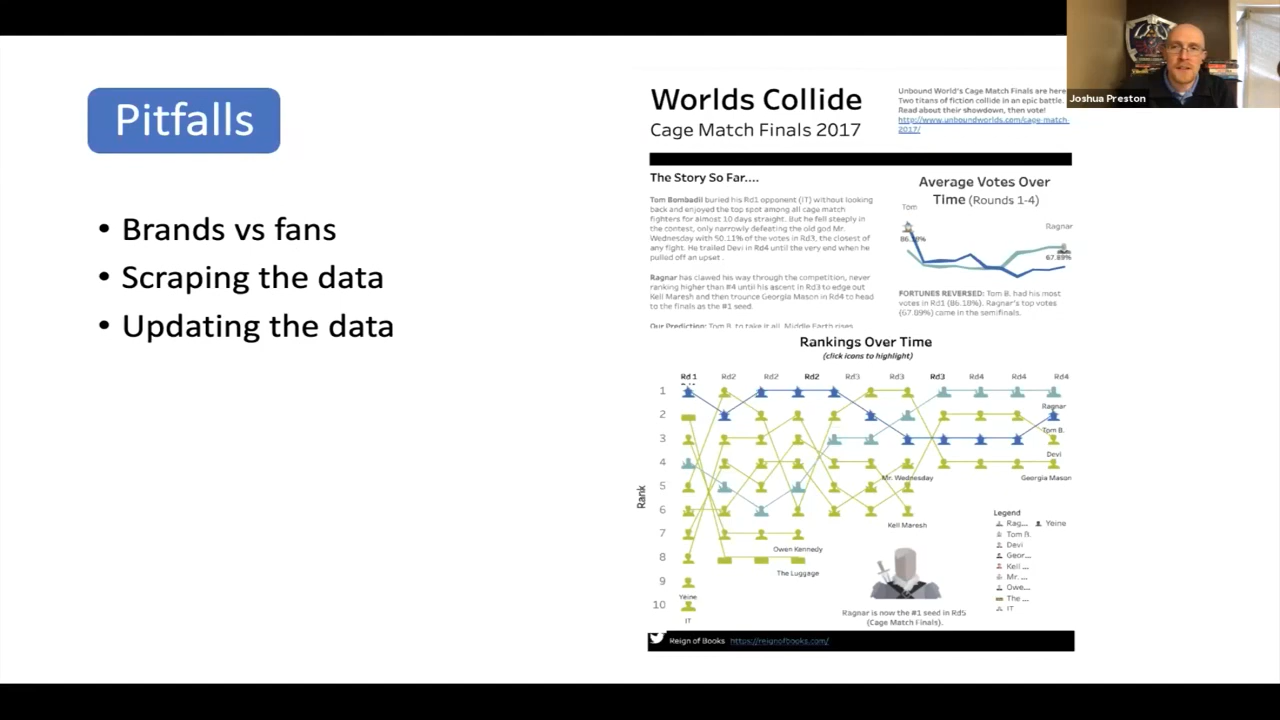 Pitfalls
• Brands vs fans
• Scraping the data
• Updating the data
Joshua Preston
Worlds Collide
Cage Match Finals 2017
Unbound World's Cage Match Finals are here
Two titans of fiction collide in an epic battle.
Read about their showdown, then vote!
http://www.unboundworlds.com/cage-match-
2017/
The Story So Far....
Tom Bombadil buried his Rd1 opponent (IT) without looking
back and enjoyed the top spot among all cage match
fighters for almost 10 days straight. But he fell steeply in
the contest, only narrowly defeating the old god Mr.
Wednesday with 50.11% of the votes in Rd3, the closest of
any fight. He trailed Devi in Rd4 until the very end when he
pulled off an upset .
Ragnar has clawed his way through the competition, never
ranking higher than #4 until his ascent in Rd3 to edge out
Kell Maresh and then trounce Georgia Mason in Rd4 to head
to the finals as the #1 seed.
Our Prediction: Tom B. to take it all. Middle Earth rises
Average Votes Over
Time (Rounds 1-4)
Tom
86.18%
Ragnar
67.89%
FORTUNES REVERSED: Tom B. had his most
votes in Rd1 (86.18%). Ragnar's top votes
(67.89%) came in the semifinals.
Rankings Over Time
(click icons to highlight)
Rd 1 Rd2 Rd2 Rd2 Rd3 Rd3 Rd3 Rd4 Rd4 Rd4
1
2
3
4
5
6
7
8
9
10
Rank
Ragnar
Tom B.
Devi
Georgia Mason
Mr. Wednesday
Kell Maresh
Owen Kennedy
The Luggage
Yeine
IT
Legend
Rag... Yeine
Tom B.
Devi
Geor...
Kell ...
Mr. ...
Owe...
The ...
IT
Ragnar is now the #1 seed in Rd5
(Cage Match Finals).
Reign of Books https://reignofbooks.com/